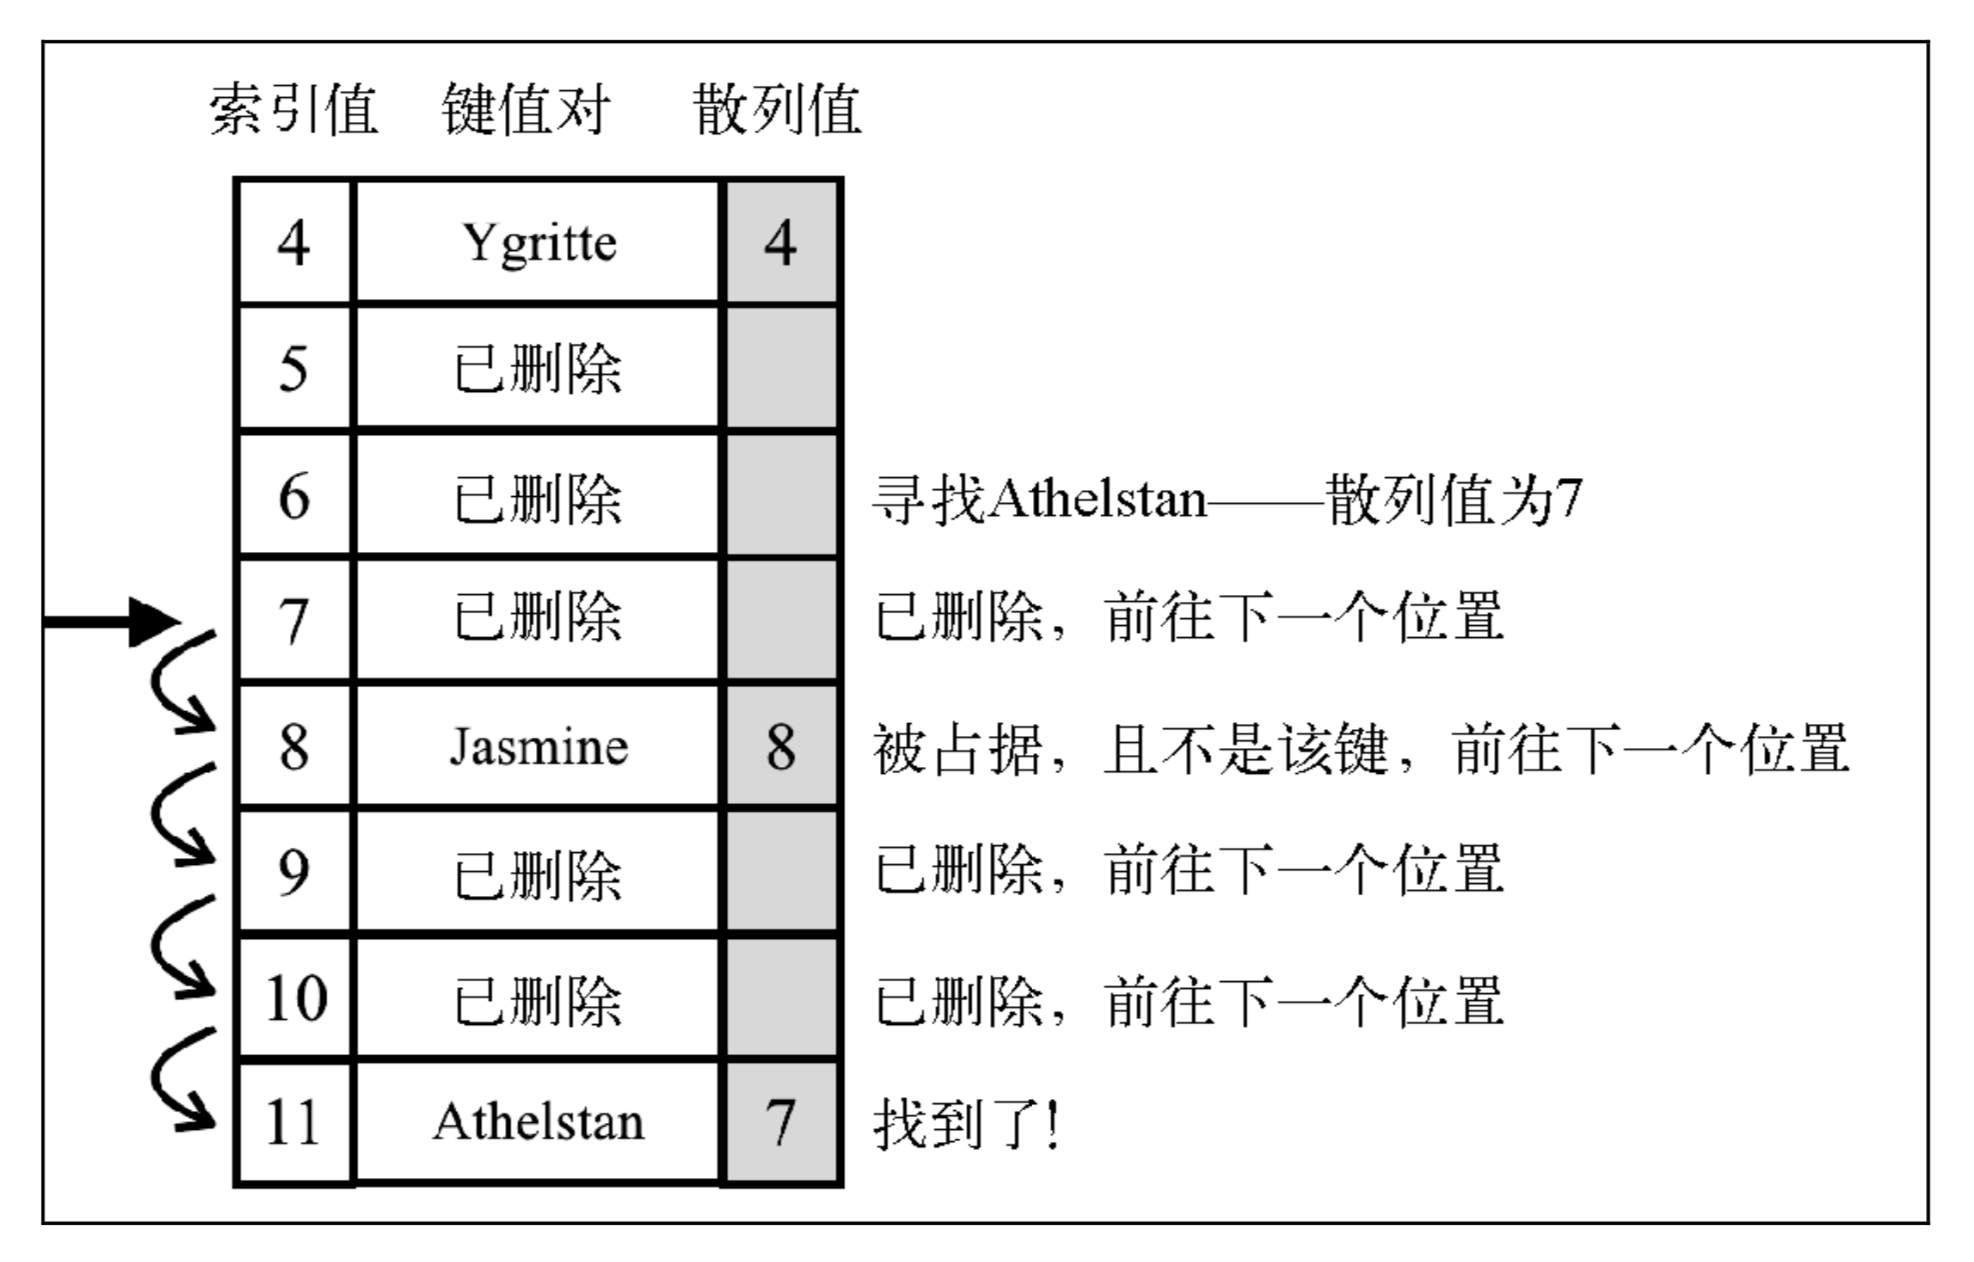 索引值 键值对 散列值
4 Ygritte 4
5 已删除
6 已删除 寻找Athelstan——散列值为7
7 已删除 已删除，前往下一个位置
8 Jasmine 8 被占据，且不是该键，前往下一个位置
9 已删除 已删除，前往下一个位置
10 已删除 已删除，前往下一个位置
11 Athelstan 7 找到了!